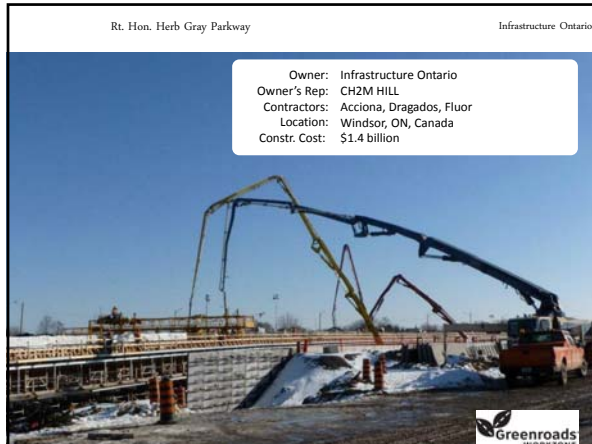 Rt. Hon. Herb Gray Parkway
Infrastructure Ontario
Owner: Infrastructure Ontario
Owner's Rep: CH2M HILL
Contractors: Acciona, Dragados, Fluor
Location: Windsor, ON, Canada
Constr. Cost: $1.4 billion
Greenroads
WORKZONE